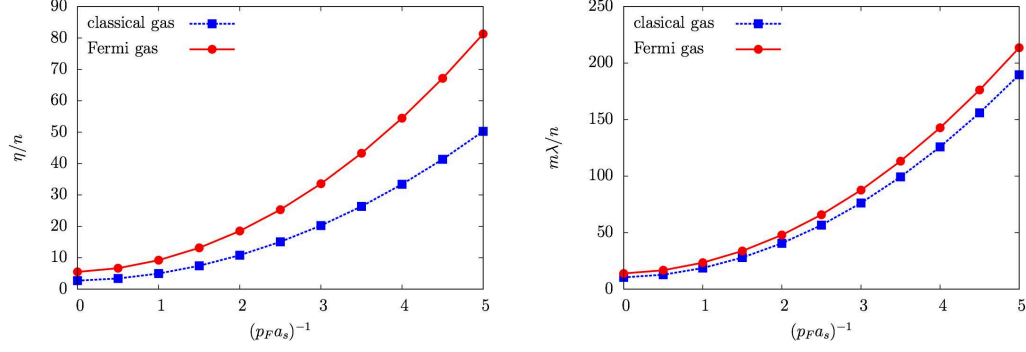 90
80
70
60
50
40
30
20
10
0
η/n
classical gas
Fermi gas
0 1 2 3 4 5
(p_F a_s)^{-1}
250
200
150
100
50
0
mλ/n
clasical gas
Fermi gas
0 1 2 3 4 5
(p_F a_s)^{-1}